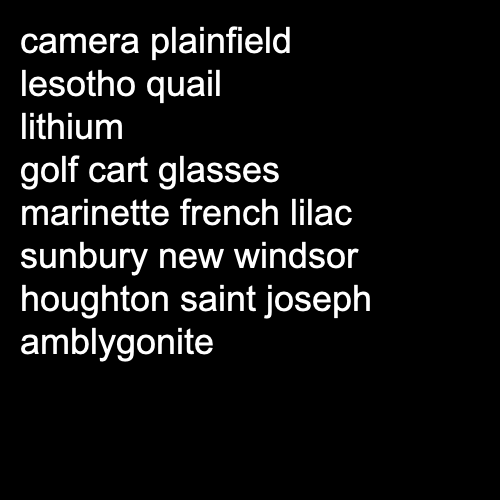 camera plainfield
lesotho quail
lithium
golf cart glasses
marinette french lilac
sunbury new windsor
houghton saint joseph
amblygonite